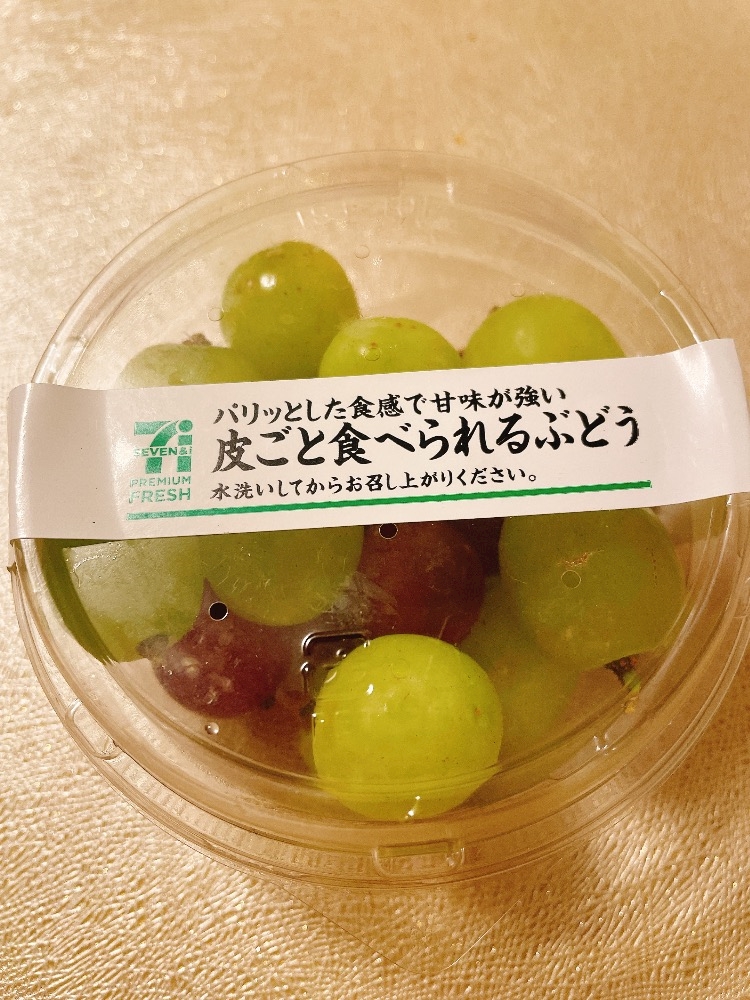 パリッとした食感で甘味が強い
皮ごと食べられるぶどう
水洗いしてからお召し上がりください。
7i
SEVEN&i
PREMIUM
FRESH